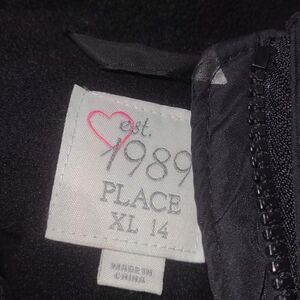 est.
1989
PLACE
XL 14
MADE IN
CHINA